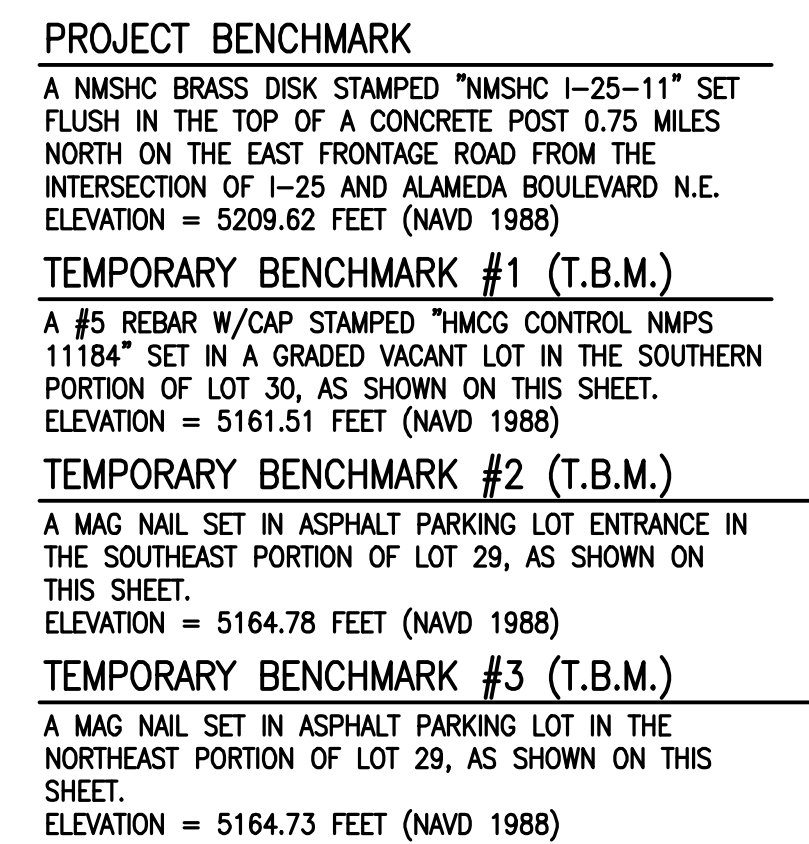 PROJECT BENCHMARK
A NMSHC BRASS DISK STAMPED "NMSHC I-25-11" SET
FLUSH IN THE TOP OF A CONCRETE POST 0.75 MILES
NORTH ON THE EAST FRONTAGE ROAD FROM THE
INTERSECTION OF I-25 AND ALAMEDA BOULEVARD N.E.
ELEVATION = 5209.62 FEET (NAVD 1988)
TEMPORARY BENCHMARK #1 (T.B.M.)
A #5 REBAR W/CAP STAMPED "HMCG CONTROL NMPS
11184" SET IN A GRADED VACANT LOT IN THE SOUTHERN
PORTION OF LOT 30, AS SHOWN ON THIS SHEET.
ELEVATION = 5161.51 FEET (NAVD 1988)
TEMPORARY BENCHMARK #2 (T.B.M.)
A MAG NAIL SET IN ASPHALT PARKING LOT ENTRANCE IN
THE SOUTHEAST PORTION OF LOT 29, AS SHOWN ON
THIS SHEET.
ELEVATION = 5164.78 FEET (NAVD 1988)
TEMPORARY BENCHMARK #3 (T.B.M.)
A MAG NAIL SET IN ASPHALT PARKING LOT IN THE
NORTHEAST PORTION OF LOT 29, AS SHOWN ON THIS
SHEET.
ELEVATION = 5164.73 FEET (NAVD 1988)